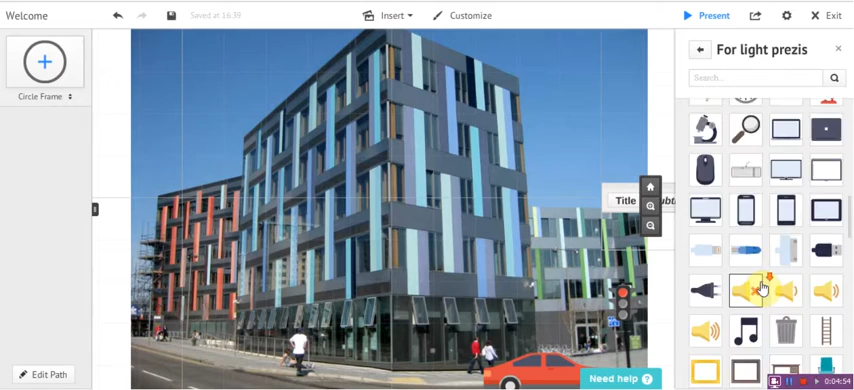 Welcome
Saved at 16:39
Insert
Customize
Present
Exit
For light prezis
Search...
Circle Frame
Title
Edit Path
Need help ?
0:04:54